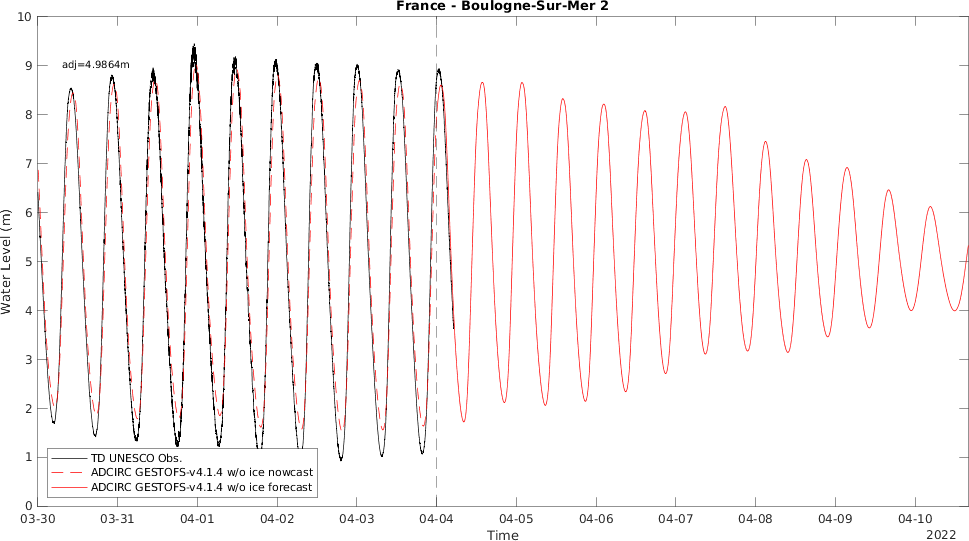 France - Boulogne-Sur-Mer 2
10
9
8
7
6
5
4
3
2
1
0
Water Level (m)
adj=4.9864m
TD UNESCO Obs.
ADCIRC GESTOFS-v4.1.4 w/o ice nowcast
ADCIRC GESTOFS-v4.1.4 w/o ice forecast
03-30 03-31 04-01 04-02 04-03 04-04 04-05 04-06 04-07 04-08 04-09 04-10
Time
2022